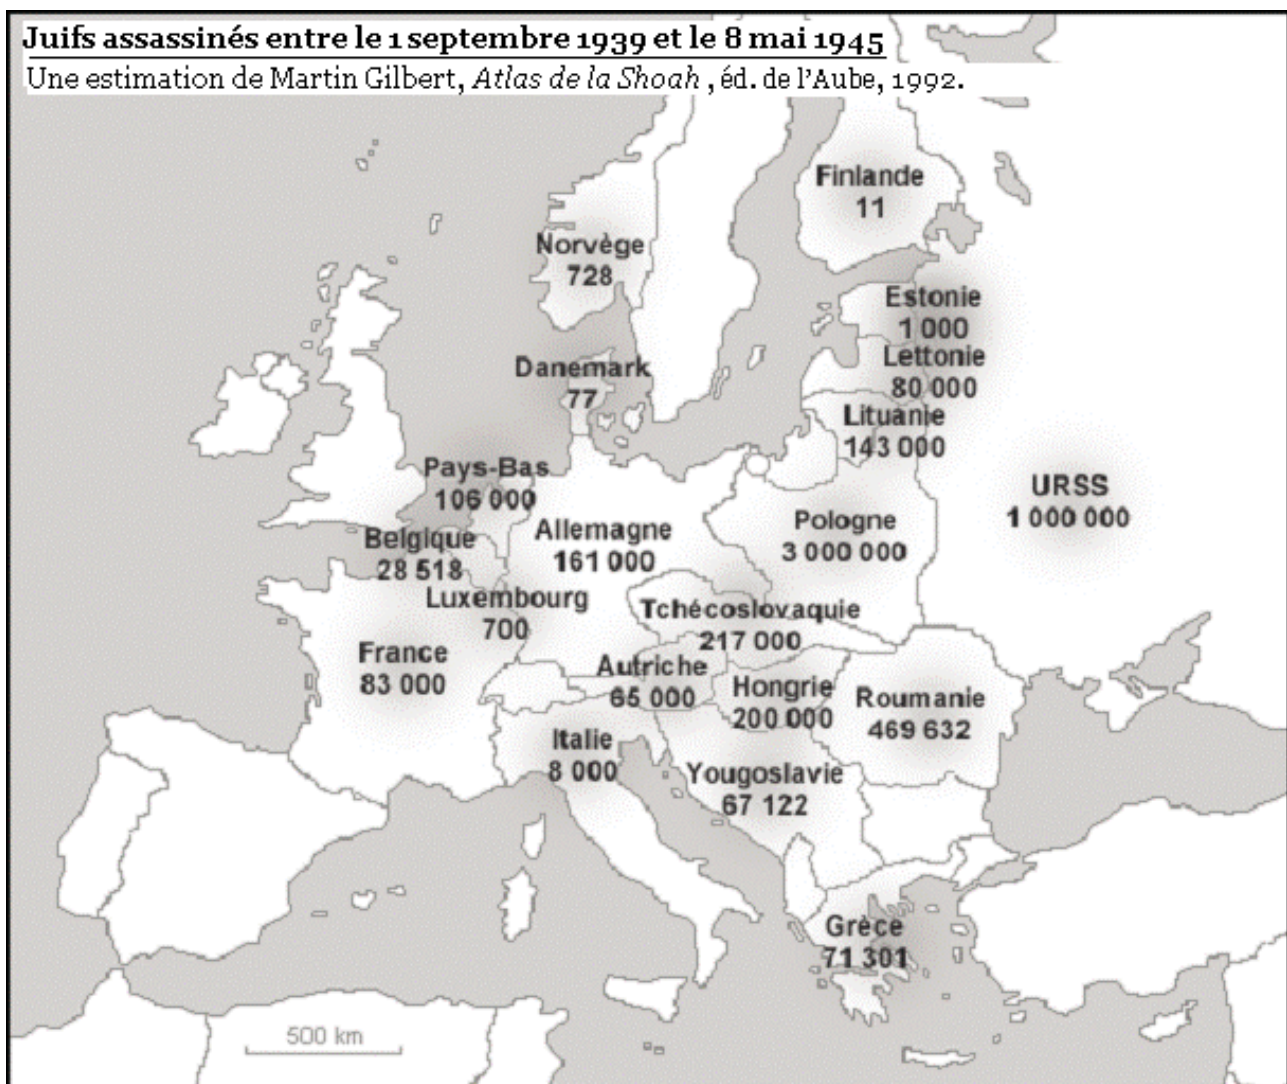 Juifs assassinés entre le 1 septembre 1939 et le 8 mai 1945
Une estimation de Martin Gilbert, Atlas de la Shoah , éd. de l'Aube, 1992.
Finlande
11
Norvège
728
Estonie
1 000
Lettonie
80 000
Danemark
77
Lituanie
143 000
Pays-Bas
106 000
URSS
1 000 000
Pologne
3 000 000
Allemagne
161 000
Belgique
28 518
Luxembourg
700
Tchécoslovaquie
217 000
France
83 000
Autriche
65 000
Hongrie
200 000
Roumanie
469 632
Italie
8 000
Yougoslavie
67 122
Grèce
71 301
500 km